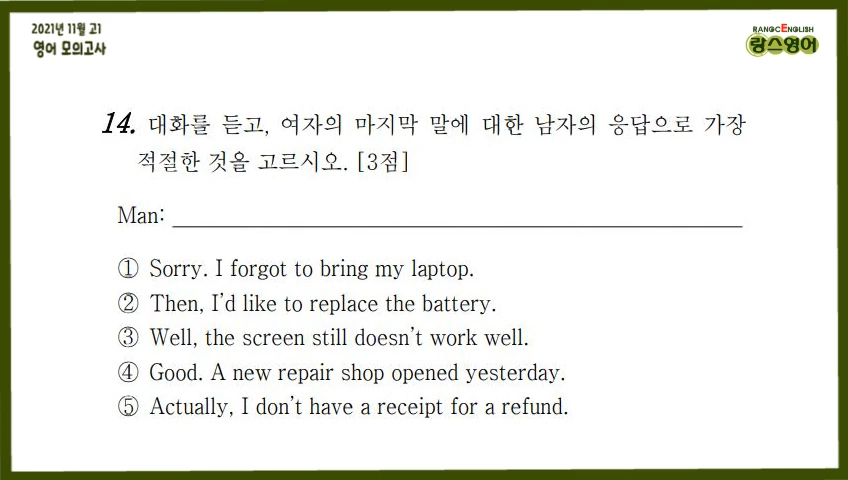 2021년 11월 고1
영어 모의고사
RANGCENGLISH
랑스영어
14. 대화를 듣고, 여자의 마지막 말에 대한 남자의 응답으로 가장
적절한 것을 고르시오. [3점]
Man:
① Sorry. I forgot to bring my laptop.
② Then, I’d like to replace the battery.
③ Well, the screen still doesn’t work well.
④ Good. A new repair shop opened yesterday.
⑤ Actually, I don’t have a receipt for a refund.